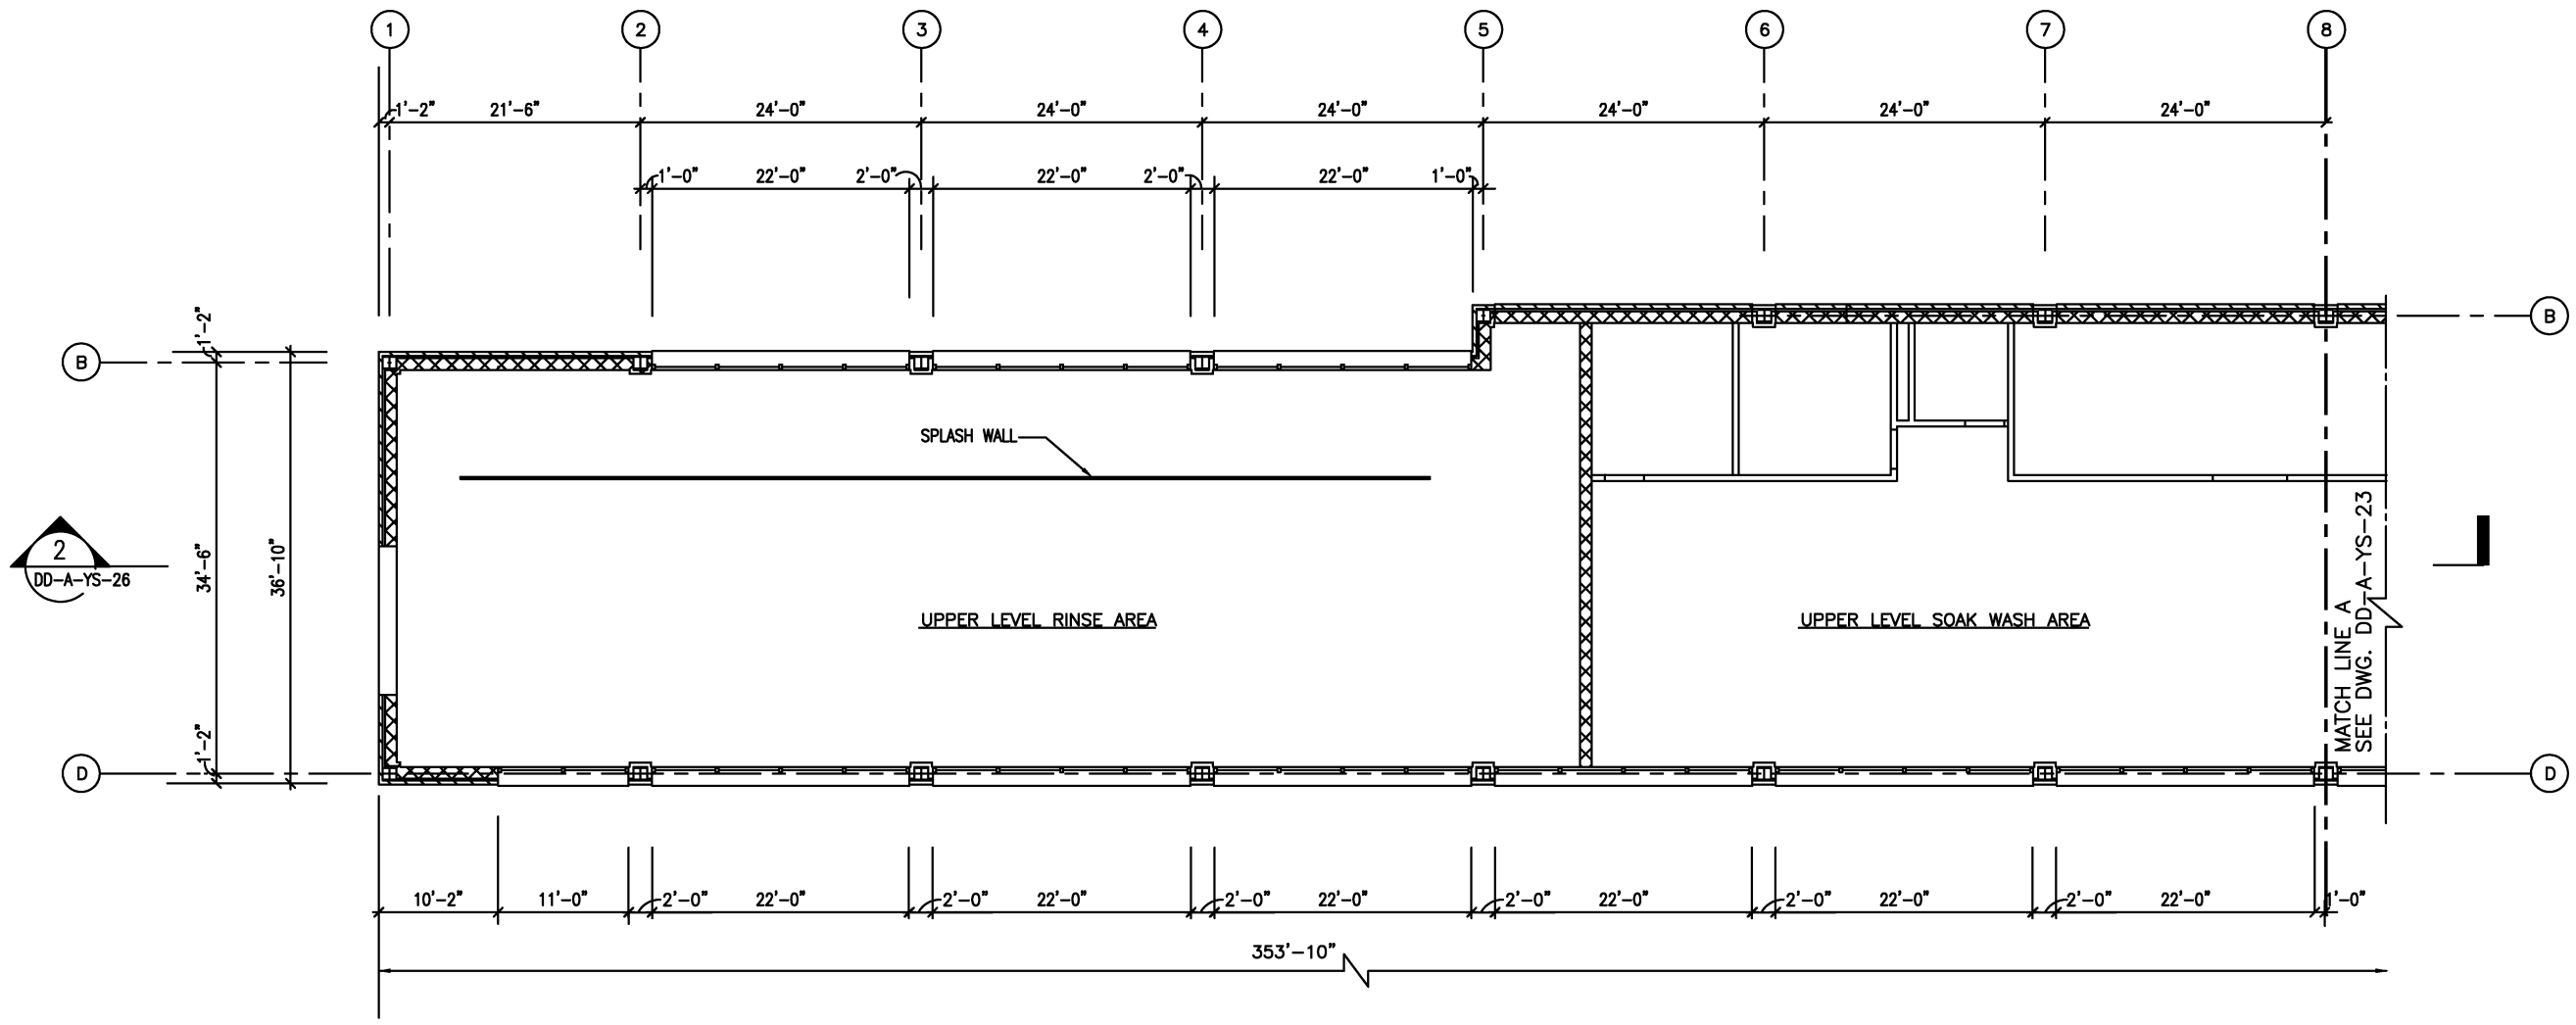 1 2 3 4 5 6 7 8
1'-2" 21'-6" 24'-0" 24'-0" 24'-0" 24'-0" 24'-0" 24'-0"
1'-0" 22'-0" 2'-0" 22'-0" 2'-0" 22'-0" 1'-0"
B
1'-2"
B
SPLASH WALL
2
DD-A-YS-26
34'-6"
36'-10"
UPPER LEVEL RINSE AREA
UPPER LEVEL SOAK WASH AREA
MATCH LINE A
SEE DWG. DD-A-YS-23
1'-2"
D
D
10'-2" 11'-0" 2'-0" 22'-0" 2'-0" 22'-0" 2'-0" 22'-0" 2'-0" 22'-0" 2'-0" 22'-0" 2'-0" 22'-0" 1'-0"
353'-10"